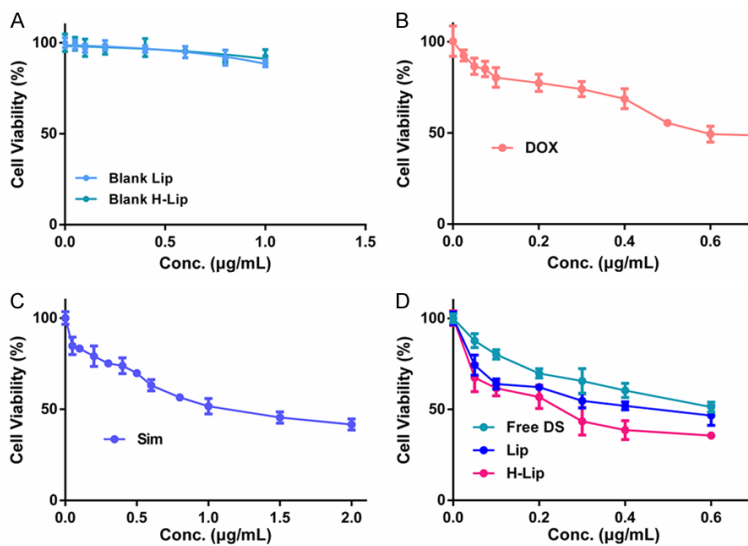 A
Cell Viability (%)
100
50
0
Blank Lip
Blank H-Lip
0.0 0.5 1.0 1.5
Conc. (µg/mL)
B
Cell Viability (%)
100
50
0
DOX
0.0 0.2 0.4 0.6
Conc. (µg/mL)
C
Cell Viability (%)
100
50
0
Sim
0.0 0.5 1.0 1.5 2.0
Conc. (µg/mL)
D
Cell Viability (%)
100
50
0
Free DS
Lip
H-Lip
0.0 0.2 0.4 0.6
Conc. (µg/mL)